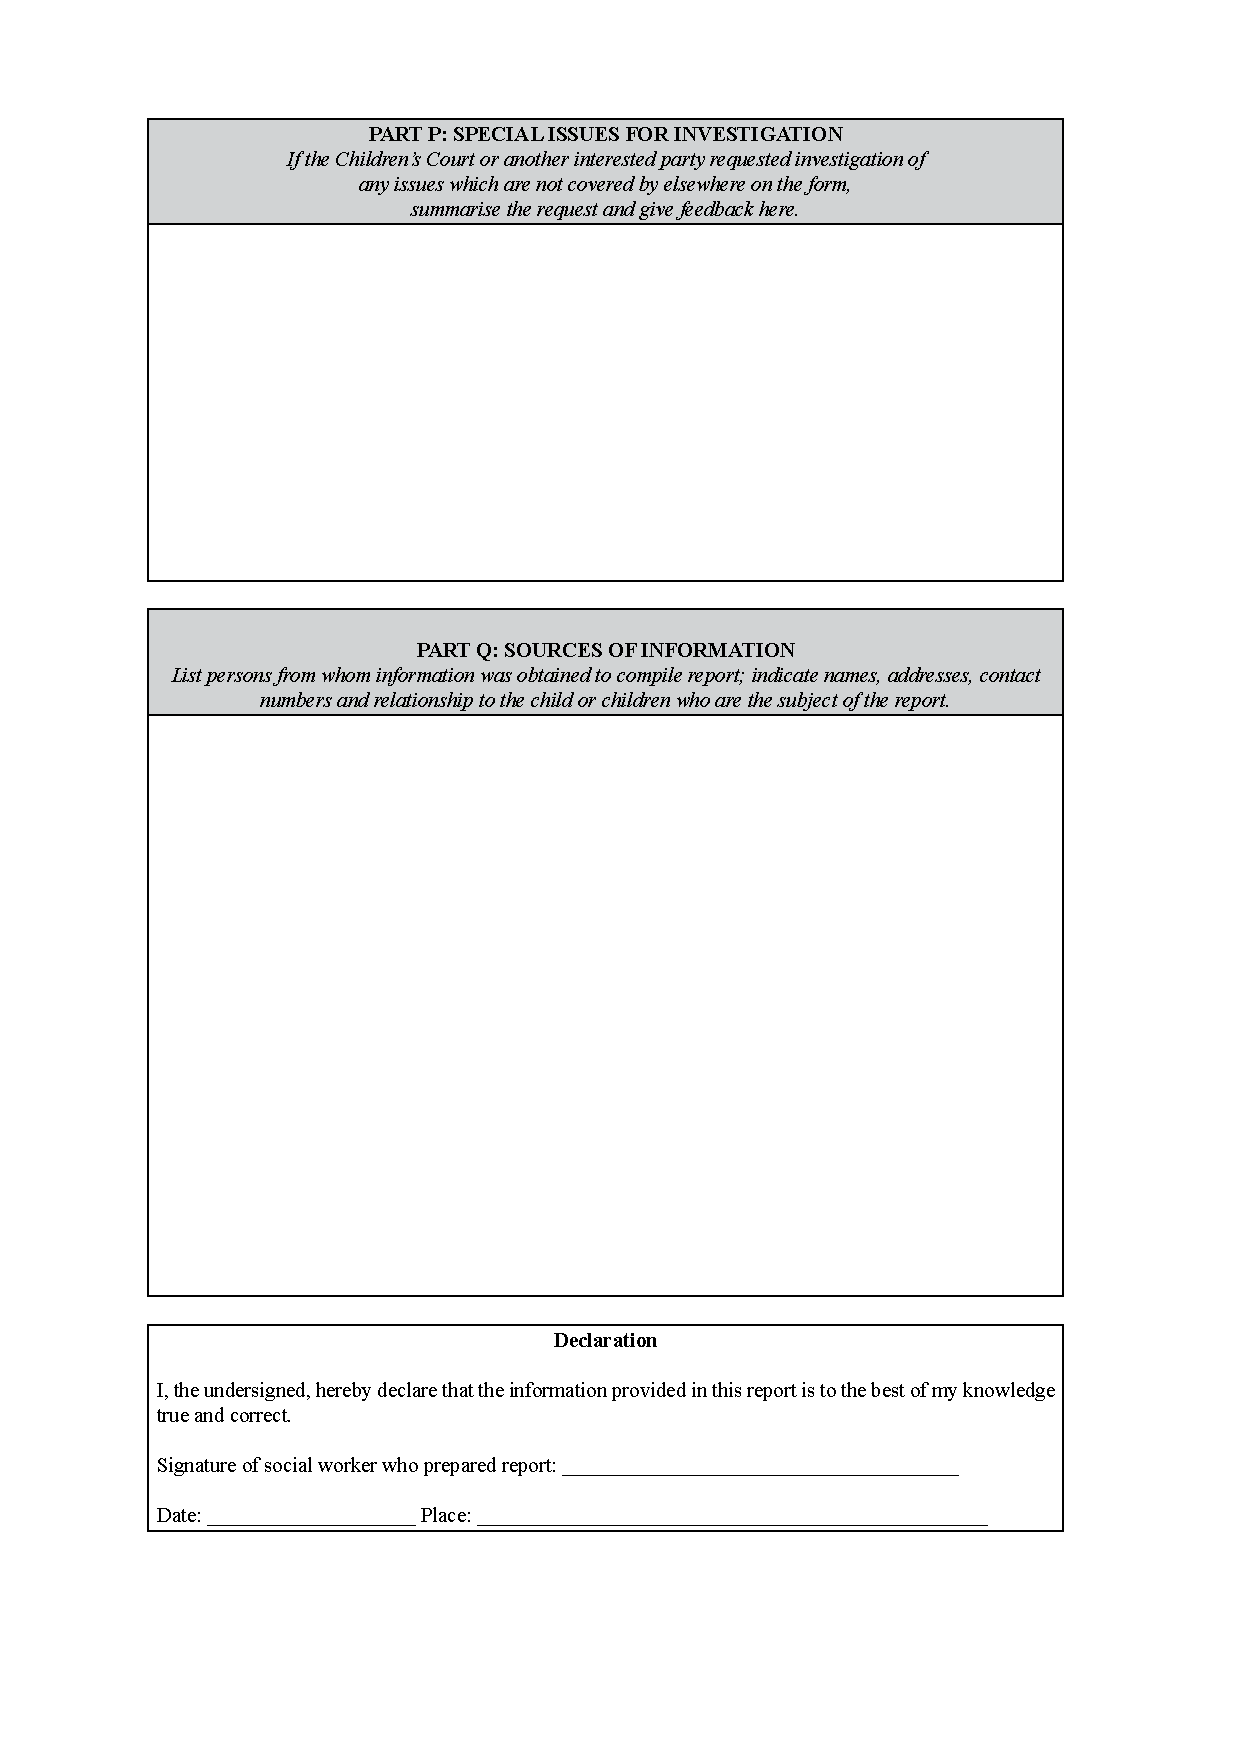 PART P: SPECIAL ISSUES FOR INVESTIGATION
If the Children’s Court or another interested party requested investigation of
any issues which are not covered by elsewhere on the form,
summarise the request and give feedback here.
PART Q: SOURCES OF INFORMATION
List persons from whom information was obtained to compile report; indicate names, addresses, contact
numbers and relationship to the child or children who are the subject of the report.
Declaration
I, the undersigned, hereby declare that the information provided in this report is to the best of my knowledge
true and correct.
Signature of social worker who prepared report: ______________________________________
Date: ____________________ Place: _________________________________________________